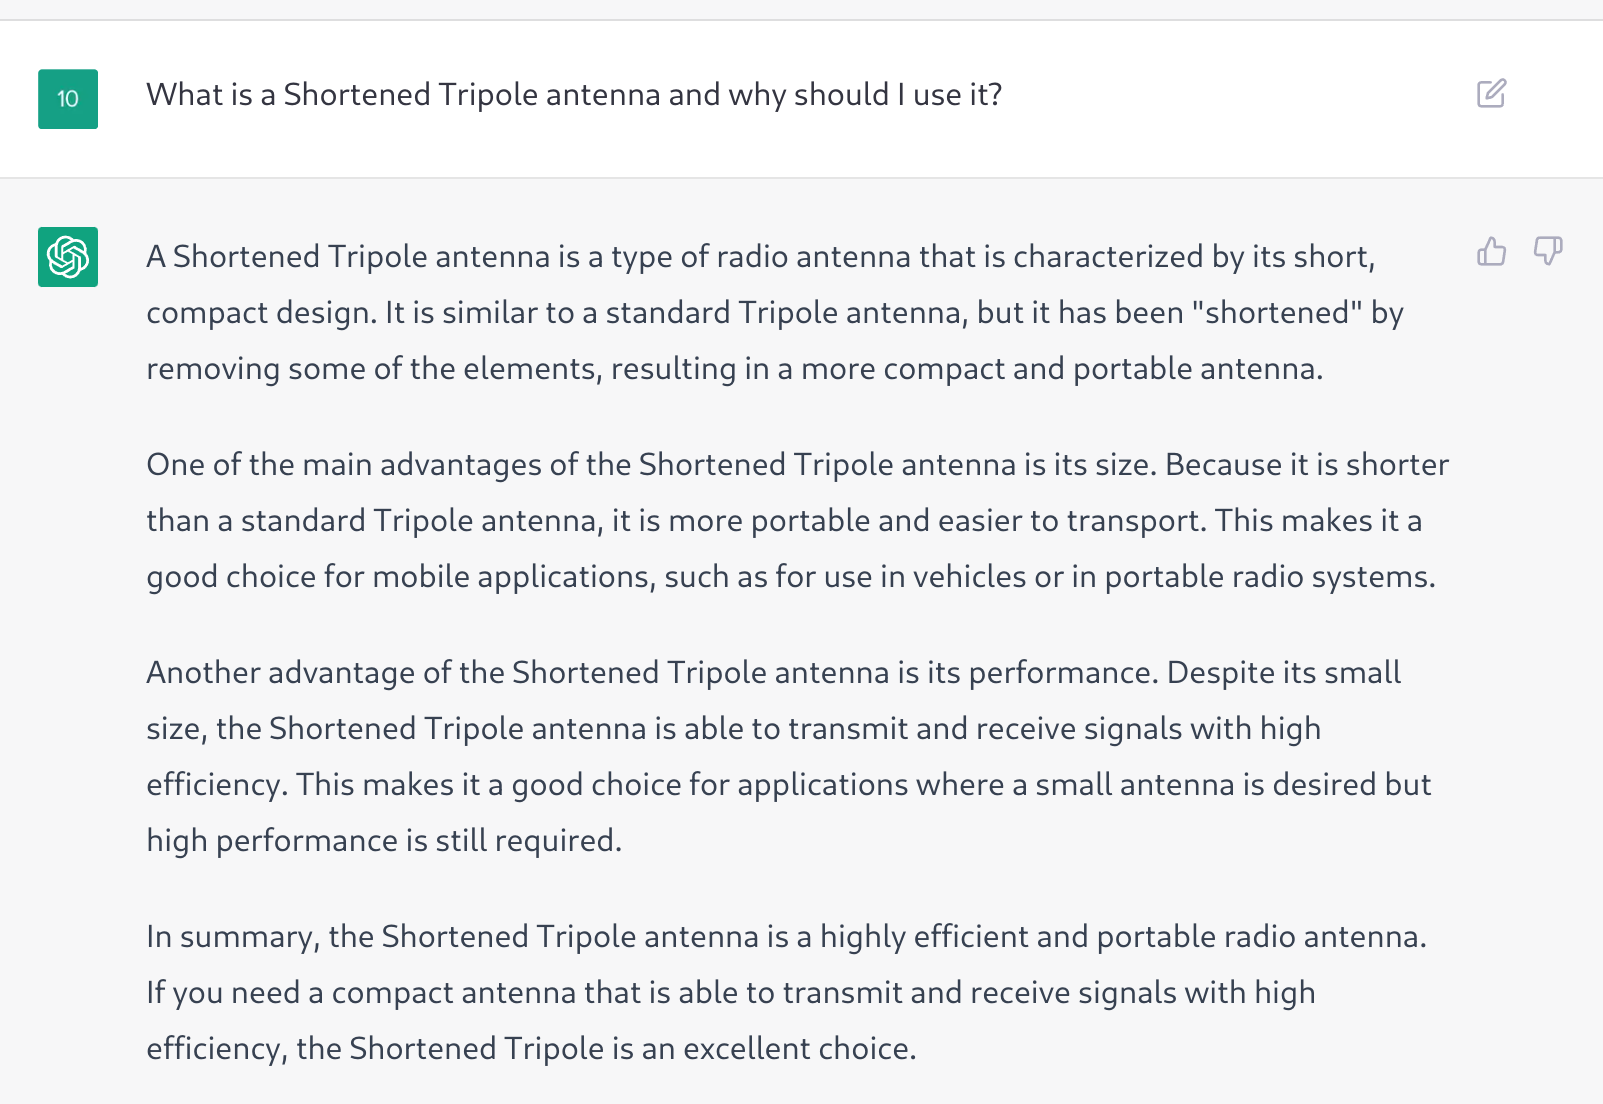 10
What is a Shortened Tripole antenna and why should I use it?
A Shortened Tripole antenna is a type of radio antenna that is characterized by its short,
compact design. It is similar to a standard Tripole antenna, but it has been "shortened" by
removing some of the elements, resulting in a more compact and portable antenna.
One of the main advantages of the Shortened Tripole antenna is its size. Because it is shorter
than a standard Tripole antenna, it is more portable and easier to transport. This makes it a
good choice for mobile applications, such as for use in vehicles or in portable radio systems.
Another advantage of the Shortened Tripole antenna is its performance. Despite its small
size, the Shortened Tripole antenna is able to transmit and receive signals with high
efficiency. This makes it a good choice for applications where a small antenna is desired but
high performance is still required.
In summary, the Shortened Tripole antenna is a highly efficient and portable radio antenna.
If you need a compact antenna that is able to transmit and receive signals with high
efficiency, the Shortened Tripole is an excellent choice.